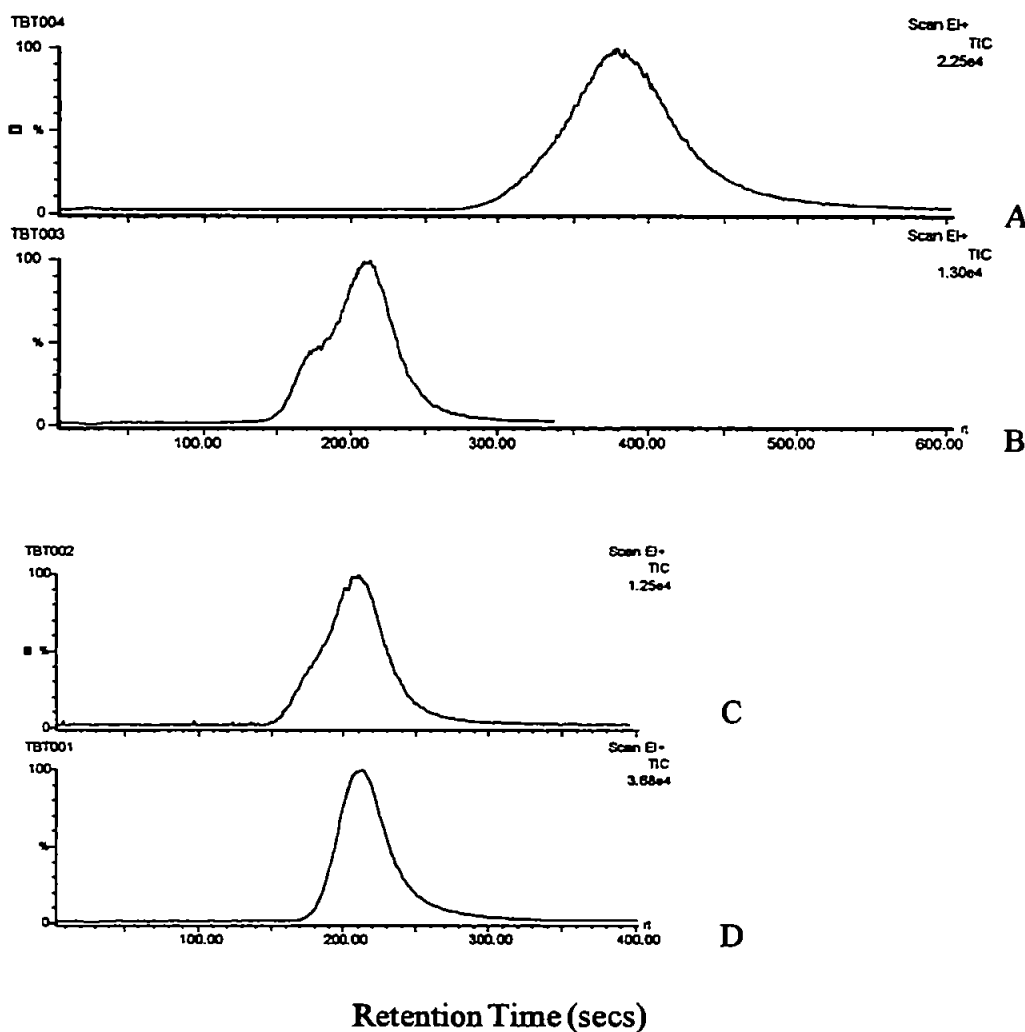 TBT004
Scan EI+
TIC
2.25e4
100
%
0
A
TBT003
Scan EI+
TIC
1.30e4
100
%
0
100.00 200.00 300.00 400.00 500.00 600.00 rt
B
TBT002
Scan EI+
TIC
1.25e4
100
%
0
C
TBT001
Scan EI+
TIC
3.68e4
100
%
0
100.00 200.00 300.00 400.00 rt
D
Retention Time (secs)